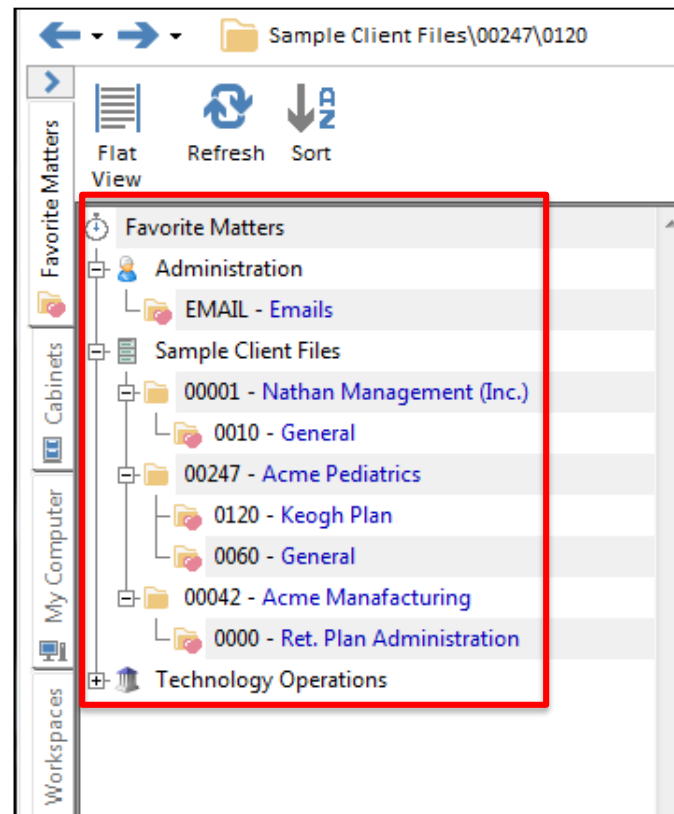 Sample Client Files\00247\0120
Flat View
Refresh
Sort
Favorite Matters
Cabinets
My Computer
Workspaces
Favorite Matters
Administration
EMAIL - Emails
Sample Client Files
00001 - Nathan Management (Inc.)
0010 - General
00247 - Acme Pediatrics
0120 - Keogh Plan
0060 - General
00042 - Acme Manafacturing
0000 - Ret. Plan Administration
Technology Operations